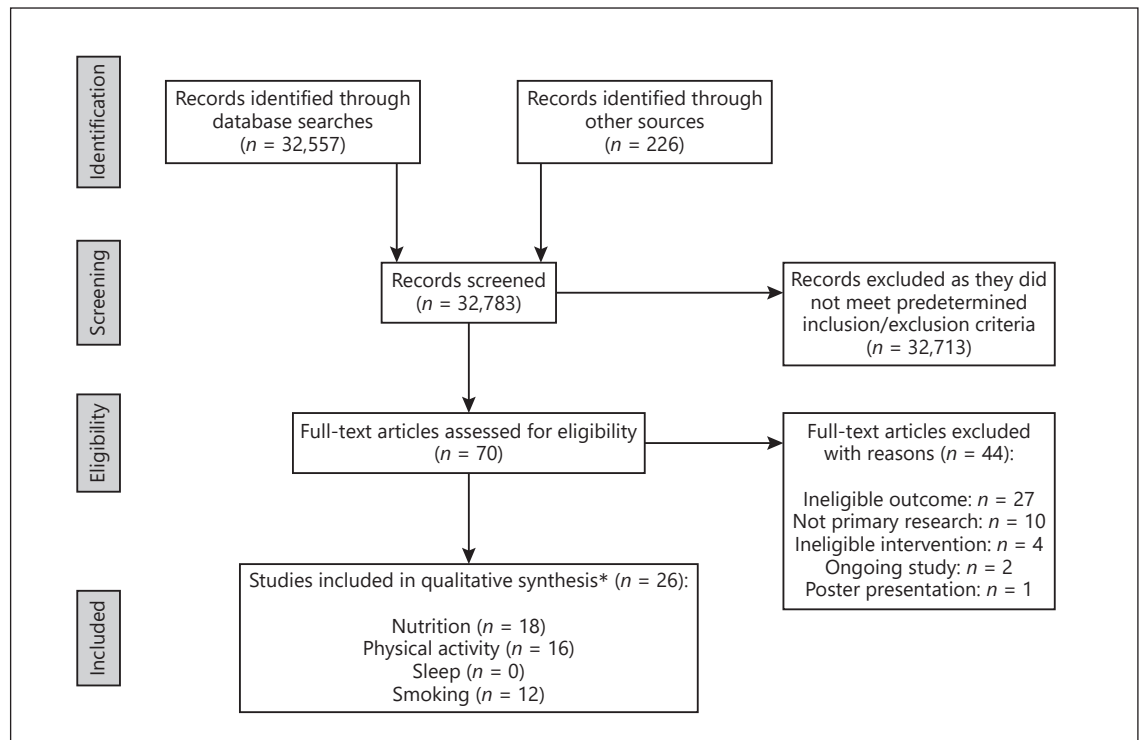 Identification
Records identified through
database searches
(n = 32,557)
Records identified through
other sources
(n = 226)
Screening
Records screened
(n = 32,783)
Records excluded as they did
not meet predetermined
inclusion/exclusion criteria
(n = 32,713)
Eligibility
Full-text articles assessed for eligibility
(n = 70)
Full-text articles excluded
with reasons (n = 44):
Ineligible outcome: n = 27
Not primary research: n = 10
Ineligible intervention: n = 4
Ongoing study: n = 2
Poster presentation: n = 1
Included
Studies included in qualitative synthesis* (n = 26):
Nutrition (n = 18)
Physical activity (n = 16)
Sleep (n = 0)
Smoking (n = 12)